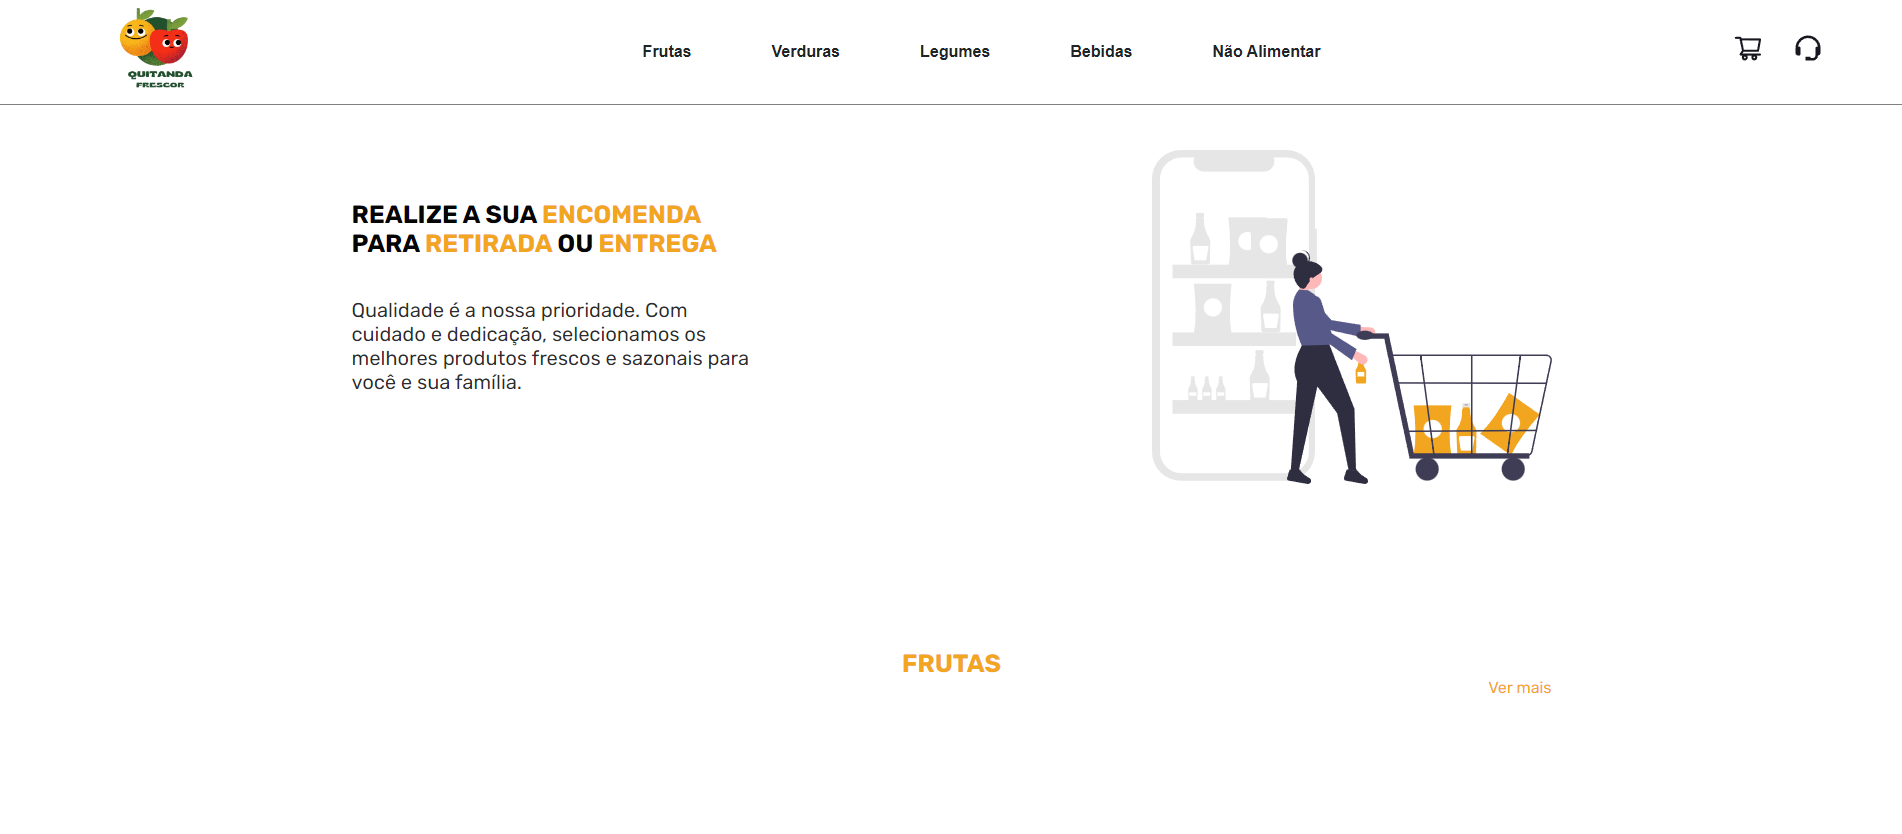 QUITANDA
FRESCOR
Frutas
Verduras
Legumes
Bebidas
Não Alimentar
REALIZE A SUA ENCOMENDA
PARA RETIRADA OU ENTREGA
Qualidade é a nossa prioridade. Com
cuidado e dedicação, selecionamos os
melhores produtos frescos e sazonais para
você e sua família.
FRUTAS
Ver mais